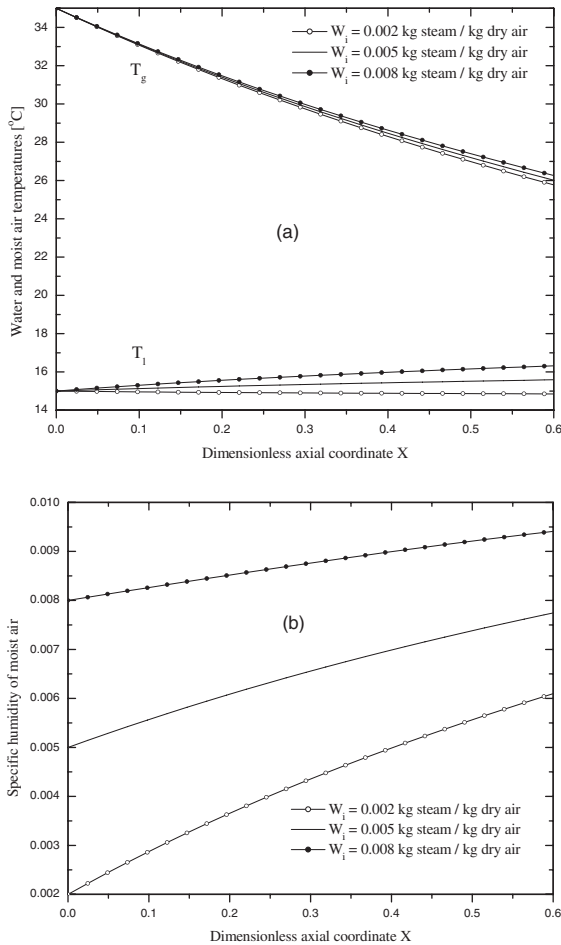 Water and moist air temperatures [°C]
34
32
30
28
26
24
22
20
18
16
14
W_i = 0.002 kg steam / kg dry air
W_i = 0.005 kg steam / kg dry air
W_i = 0.008 kg steam / kg dry air
T_g
(a)
T_l
0.0 0.1 0.2 0.3 0.4 0.5 0.6
Dimensionless axial coordinate X
Specific humidity of moist air
0.010
0.009
0.008
0.007
0.006
0.005
0.004
0.003
0.002
(b)
W_i = 0.002 kg steam / kg dry air
W_i = 0.005 kg steam / kg dry air
W_i = 0.008 kg steam / kg dry air
0.0 0.1 0.2 0.3 0.4 0.5 0.6
Dimensionless axial coordinate X